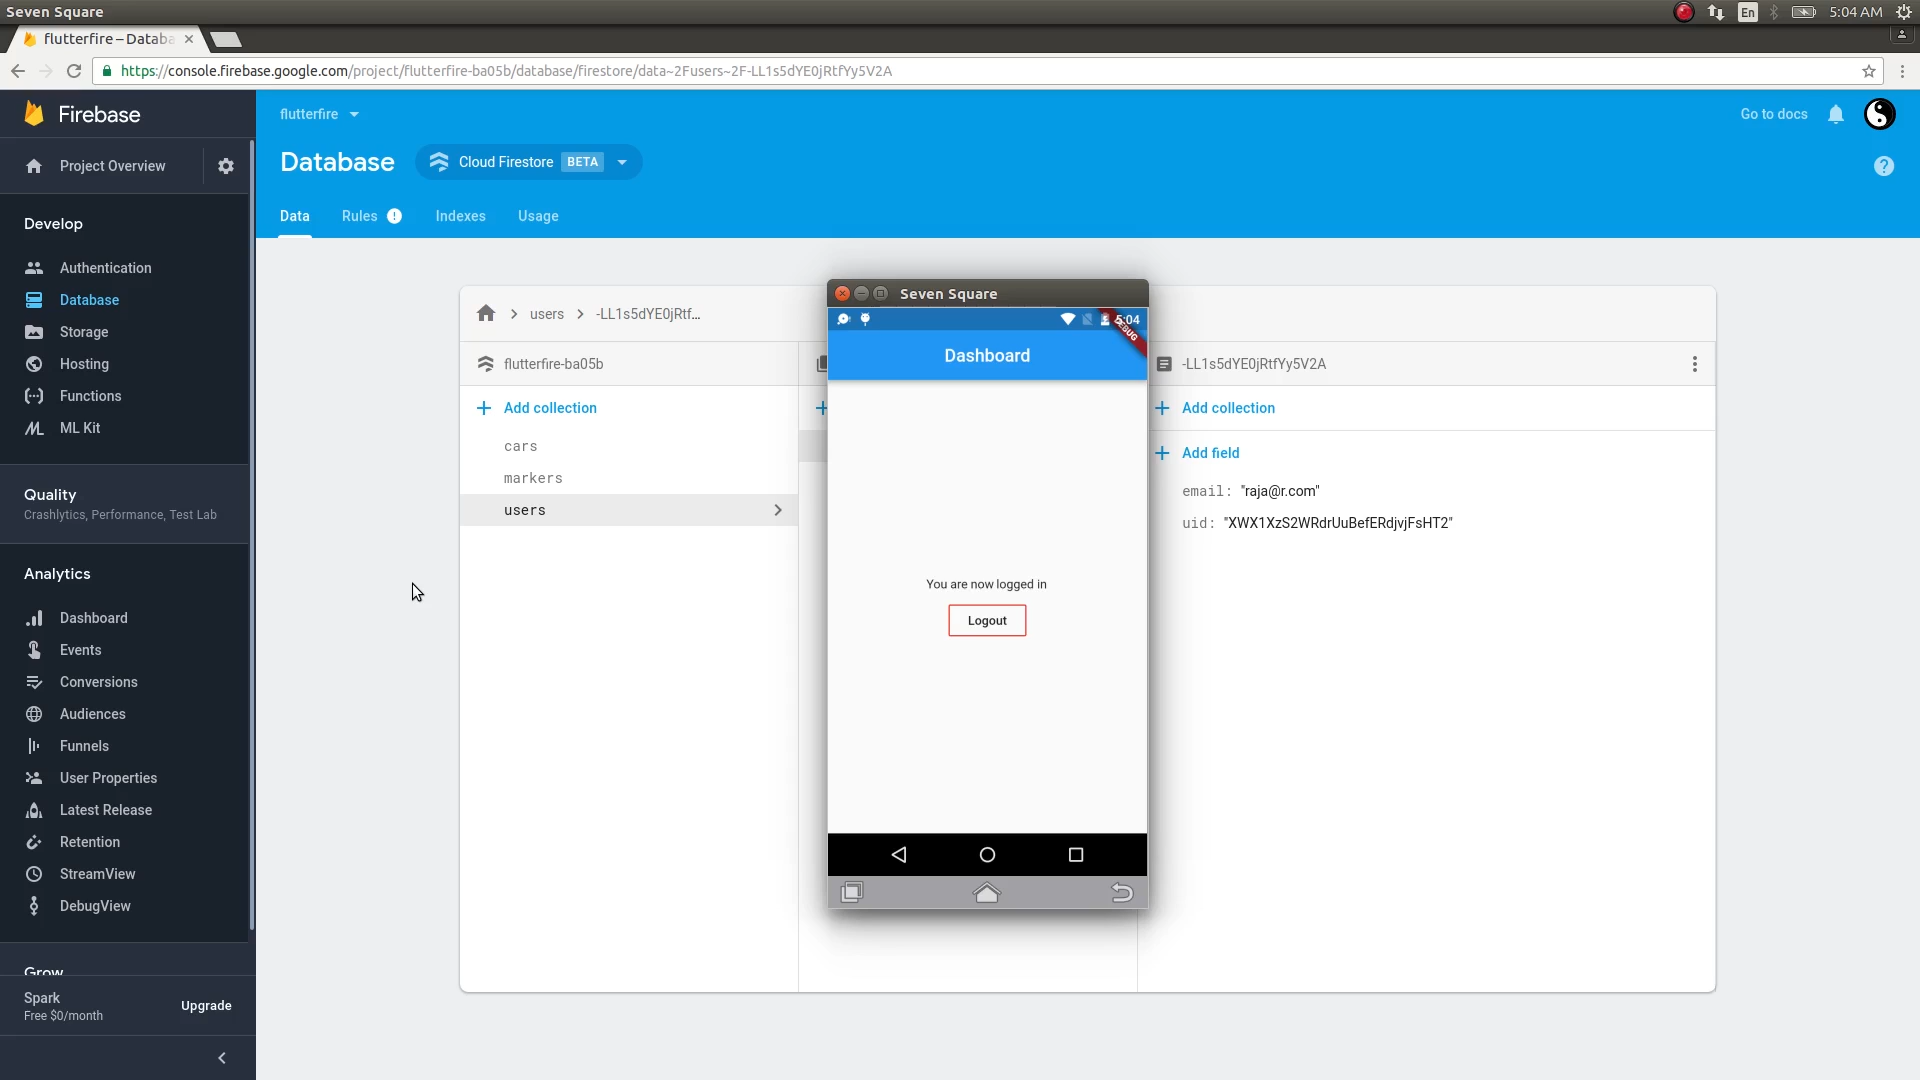 Seven Square
En
5:04 AM
flutterfire – Databa
https://console.firebase.google.com/project/flutterfire-ba05b/database/firestore/data~2Fusers~2F-LL1s5dYE0jRtfYy5V2A
Firebase
flutterfire
Go to docs
Project Overview
Database
Cloud Firestore BETA
Data
Rules
Indexes
Usage
Develop
Authentication
Database
Storage
Hosting
Functions
ML Kit
Quality
Crashlytics, Performance, Test Lab
Analytics
Dashboard
Events
Conversions
Audiences
Funnels
User Properties
Latest Release
Retention
StreamView
DebugView
Grow
Spark
Free $0/month
Upgrade
users
-LL1s5dYE0jRtf...
flutterfire-ba05b
Add collection
cars
markers
users
Seven Square
5:04
DEBUG
Dashboard
You are now logged in
Logout
-LL1s5dYE0jRtfYy5V2A
Add collection
Add field
email: "raja@r.com"
uid: "XWX1XzS2WRdrUuBefERdjvjFsHT2"